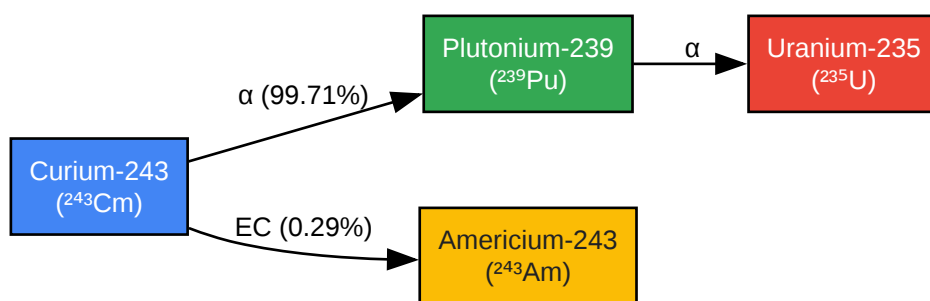 Plutonium-239
(²³⁹Pu)
α
Uranium-235
(²³⁵U)
α (99.71%)
Curium-243
(²⁴³Cm)
EC (0.29%)
Americium-243
(²⁴³Am)